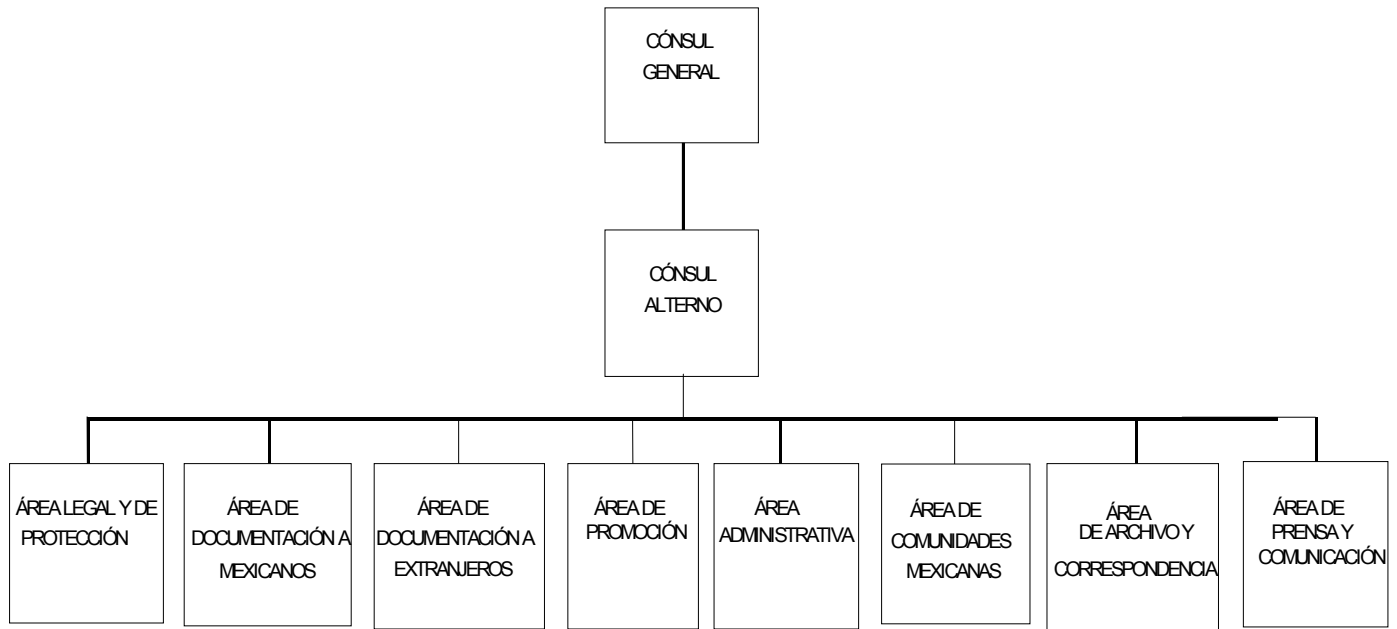 CÓNSUL
GENERAL
CÓNSUL
ALTERNO
ÁREA LEGAL Y DE
PROTECCIÓN
ÁREA DE
DOCUMENTACIÓN A
MEXICANOS
ÁREA DE
DOCUMENTACIÓN A
EXTRANJEROS
ÁREA DE
PROMOCIÓN
ÁREA
ADMINISTRATIVA
ÁREA DE
COMUNIDADES
MEXICANAS
ÁREA
DE ARCHIVO Y
CORRESPONDENCIA
ÁREA DE
PRENSA Y
COMUNICACIÓN